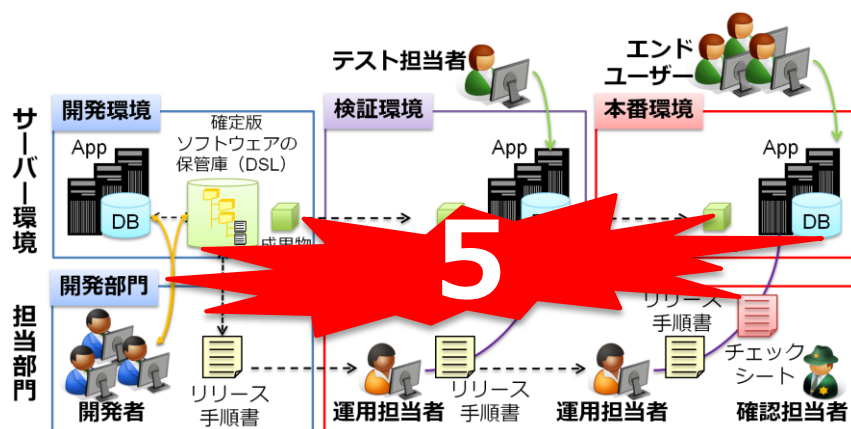 テスト担当者
エンド
ユーザー
サーバー環境
開発環境
検証環境
本番環境
App
確定版
ソフトウェアの
保管庫（DSL）
App
App
DB
DB
成果物
5
担当部門
開発部門
リリース
手順書
チェック
シート
リリース
手順書
リリース
手順書
開発者
運用担当者
運用担当者
確認担当者